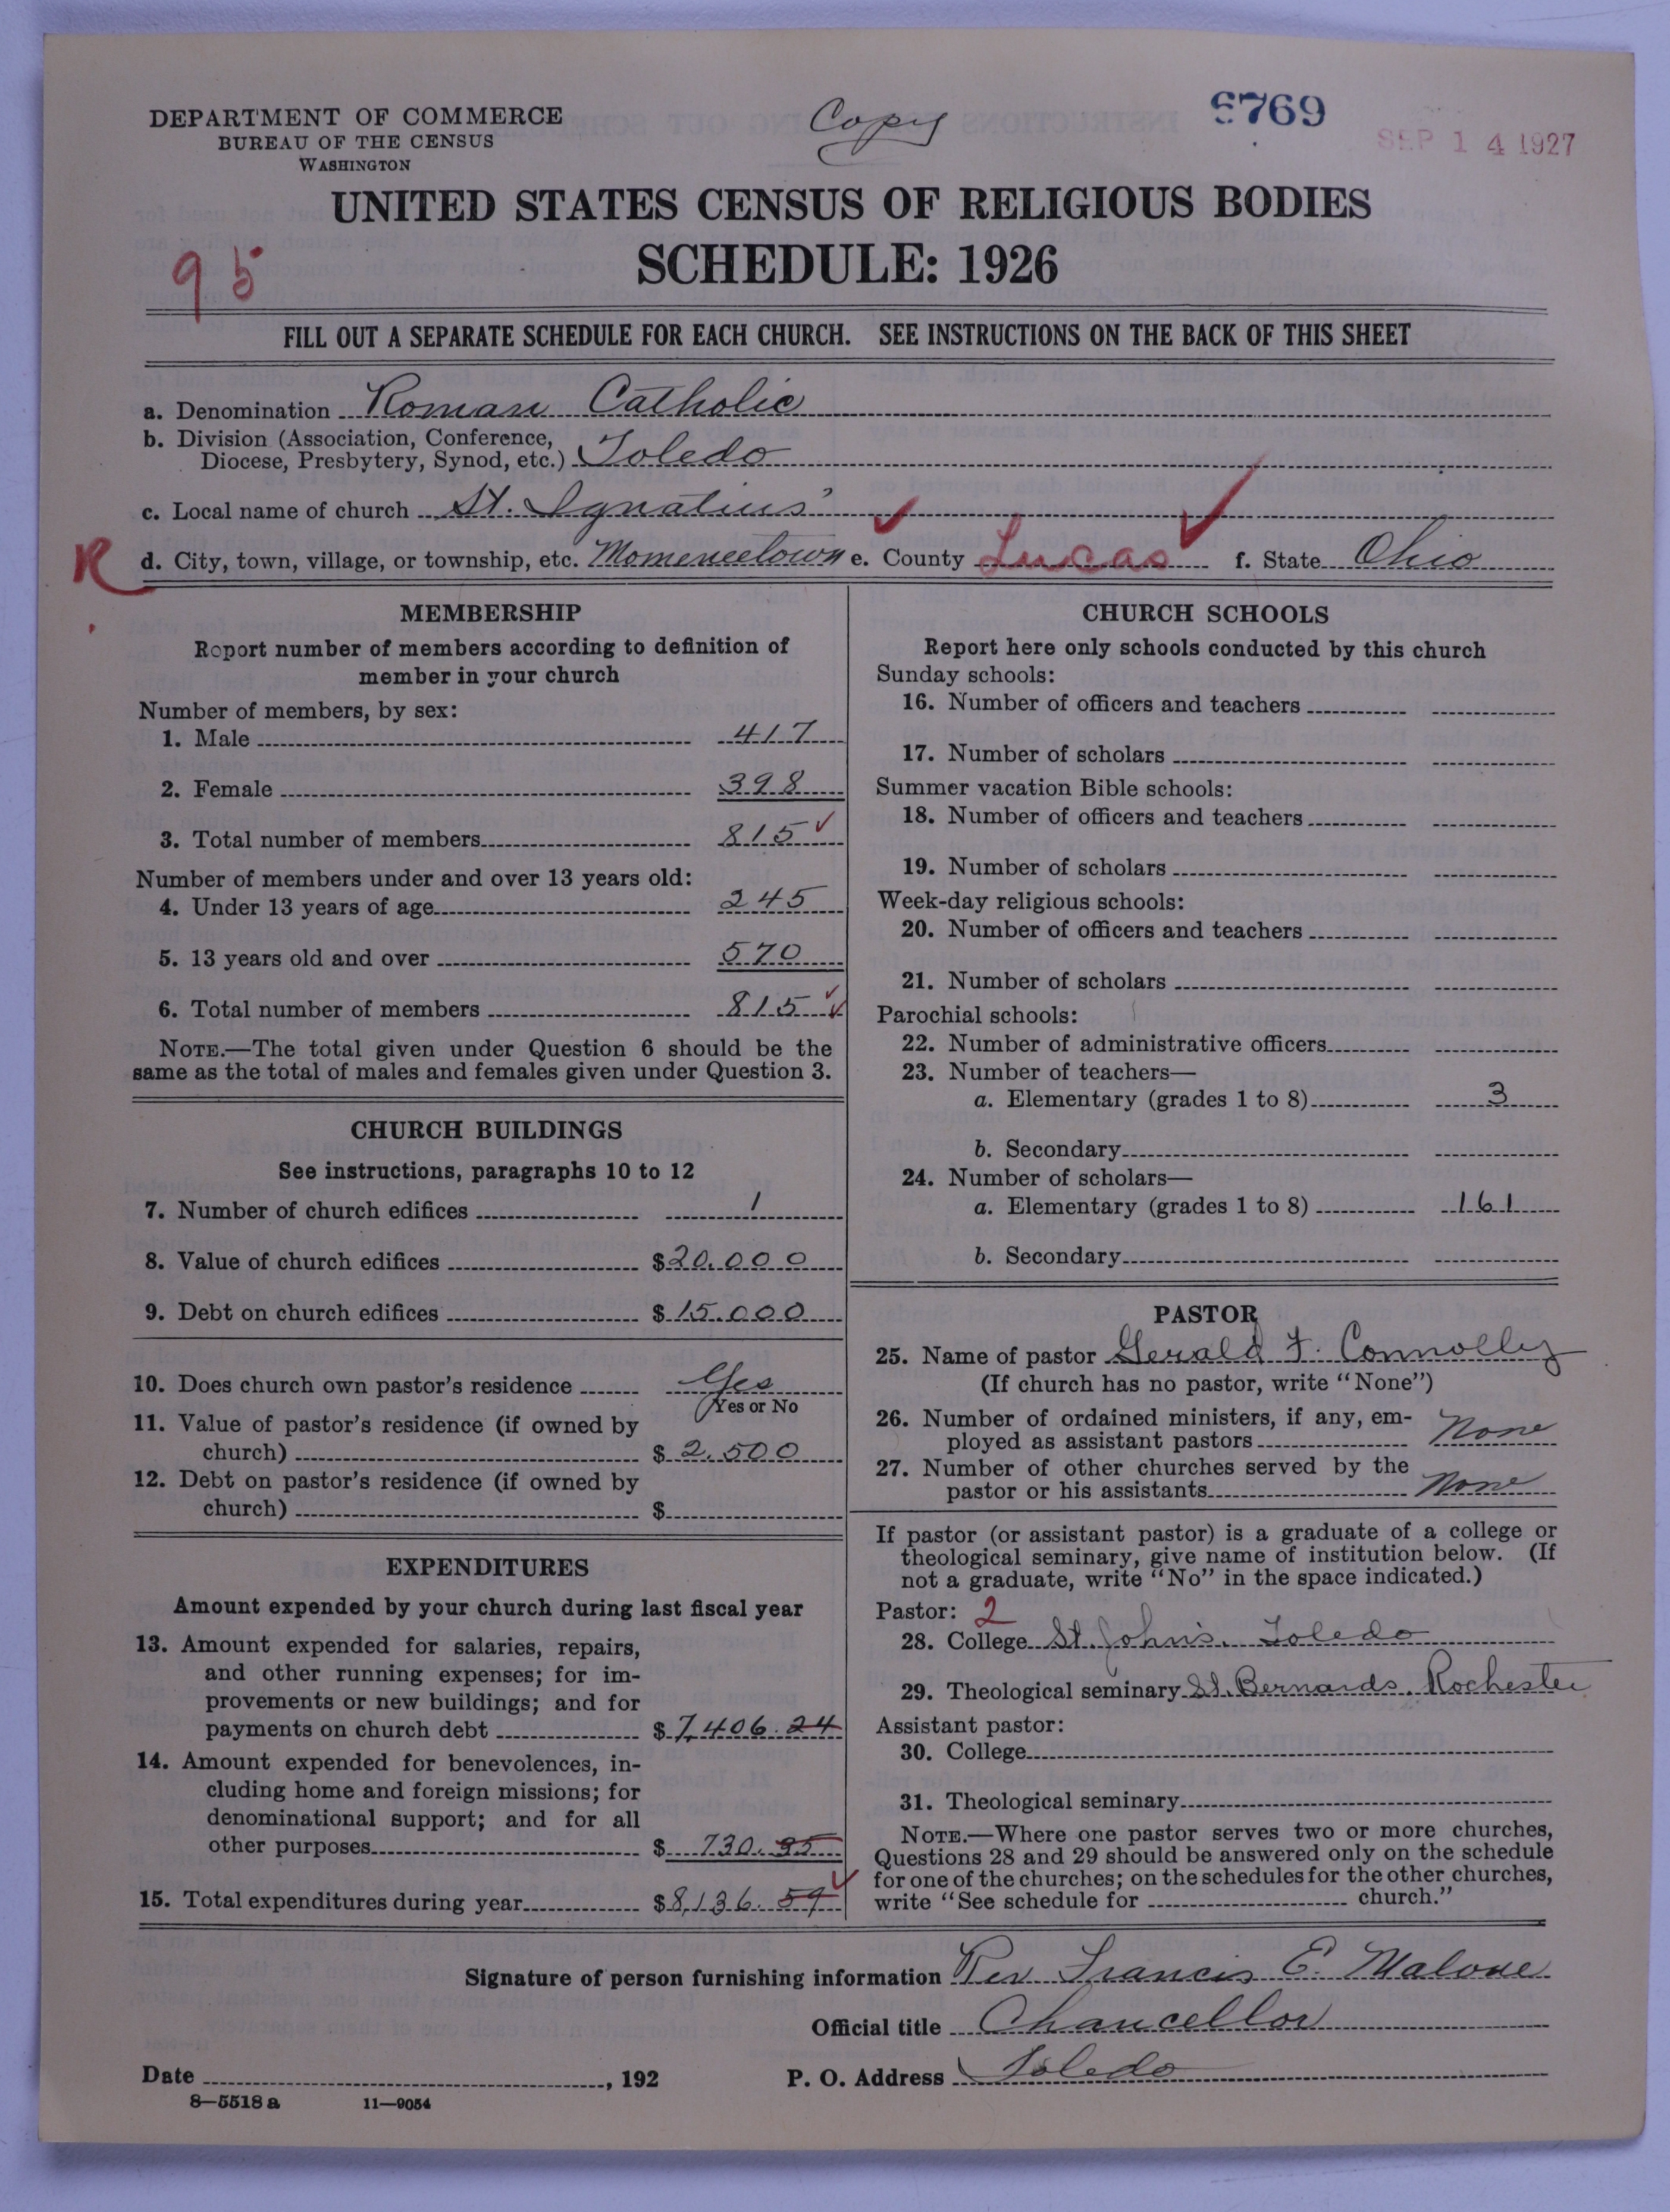 DEPARTMENT OF COMMERCE
BUREAU OF THE CENSUS
WASHINGTON
Copy
6769
SEP 14 1927
UNITED STATES CENSUS OF RELIGIOUS BODIES
SCHEDULE: 1926
95
FILL OUT A SEPARATE SCHEDULE FOR EACH CHURCH. SEE INSTRUCTIONS ON THE BACK OF THIS SHEET
a. Denomination Roman Catholic
b. Division (Association, Conference,
Diocese, Presbytery, Synod, etc.) Toledo
c. Local name of church St. Ignatius'
R d. City, town, village, or township, etc. Momeneetown e. County Lucas f. State Ohio
MEMBERSHIP
Report number of members according to definition of
member in your church
Number of members, by sex:
1. Male 417
2. Female 398
3. Total number of members 815
Number of members under and over 13 years old:
4. Under 13 years of age 245
5. 13 years old and over 570
6. Total number of members 815
NOTE.—The total given under Question 6 should be the
same as the total of males and females given under Question 3.
CHURCH BUILDINGS
See instructions, paragraphs 10 to 12
7. Number of church edifices 1
8. Value of church edifices $20.000
9. Debt on church edifices $15.000
10. Does church own pastor's residence Yes
Yes or No
11. Value of pastor's residence (if owned by
church) $2.500
12. Debt on pastor's residence (if owned by
church) $
EXPENDITURES
Amount expended by your church during last fiscal year
13. Amount expended for salaries, repairs,
and other running expenses; for im-
provements or new buildings; and for
payments on church debt $7,406.24
14. Amount expended for benevolences, in-
cluding home and foreign missions; for
denominational support; and for all
other purposes $730.35
15. Total expenditures during year $8,136.59
CHURCH SCHOOLS
Report here only schools conducted by this church
Sunday schools:
16. Number of officers and teachers
17. Number of scholars
Summer vacation Bible schools:
18. Number of officers and teachers
19. Number of scholars
Week-day religious schools:
20. Number of officers and teachers
21. Number of scholars
Parochial schools:
22. Number of administrative officers
23. Number of teachers—
a. Elementary (grades 1 to 8) 3
b. Secondary
24. Number of scholars—
a. Elementary (grades 1 to 8) 161
b. Secondary
PASTOR
25. Name of pastor Gerald F. Connolly
(If church has no pastor, write "None")
26. Number of ordained ministers, if any, em-
ployed as assistant pastors None
27. Number of other churches served by the
pastor or his assistants None
If pastor (or assistant pastor) is a graduate of a college or
theological seminary, give name of institution below. (If
not a graduate, write "No" in the space indicated.)
Pastor: 2
28. College St. John's. Toledo
29. Theological seminary St. Bernards. Rochester
Assistant pastor:
30. College
31. Theological seminary
NOTE.—Where one pastor serves two or more churches,
Questions 28 and 29 should be answered only on the schedule
for one of the churches; on the schedules for the other churches,
write "See schedule for church."
Signature of person furnishing information Rev Francis E. Malone
Official title Chancellor
Date , 192 P. O. Address Toledo
8—5518 a 11—9054